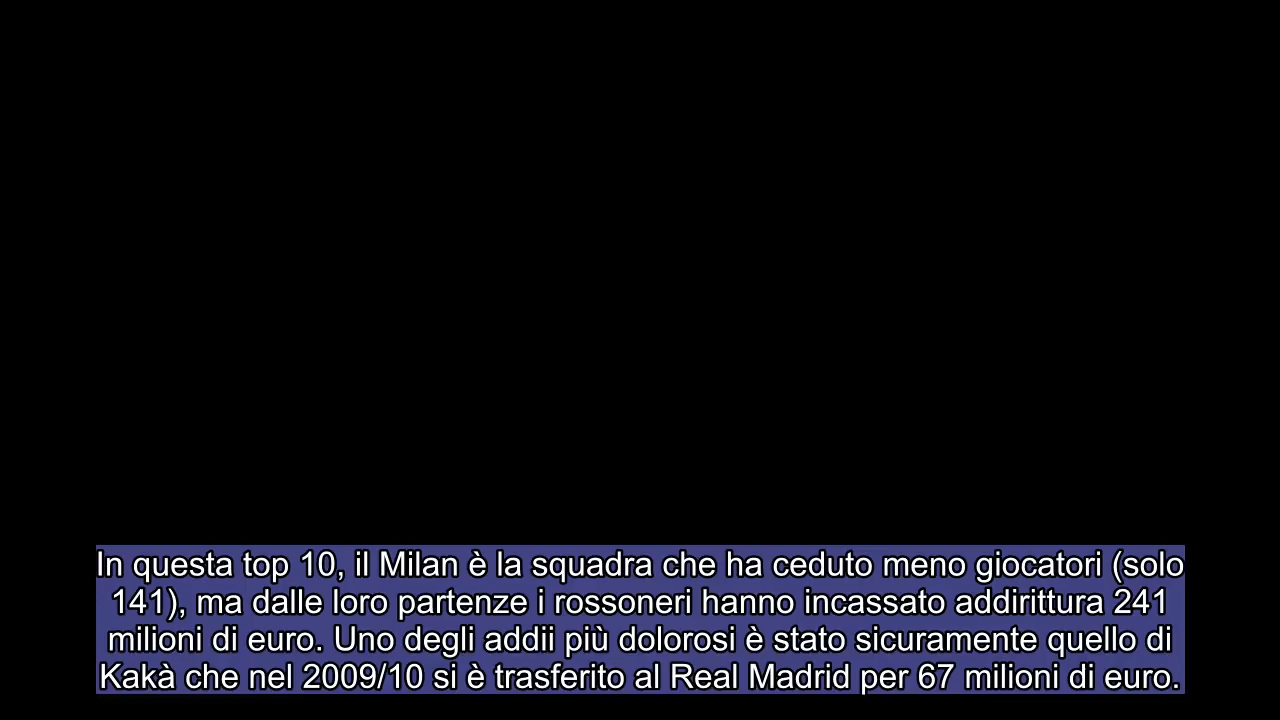 In questa top 10, il Milan è la squadra che ha ceduto meno giocatori (solo
141), ma dalle loro partenze i rossoneri hanno incassato addirittura 241
milioni di euro. Uno degli addii più dolorosi è stato sicuramente quello di
Kakà che nel 2009/10 si è trasferito al Real Madrid per 67 milioni di euro.